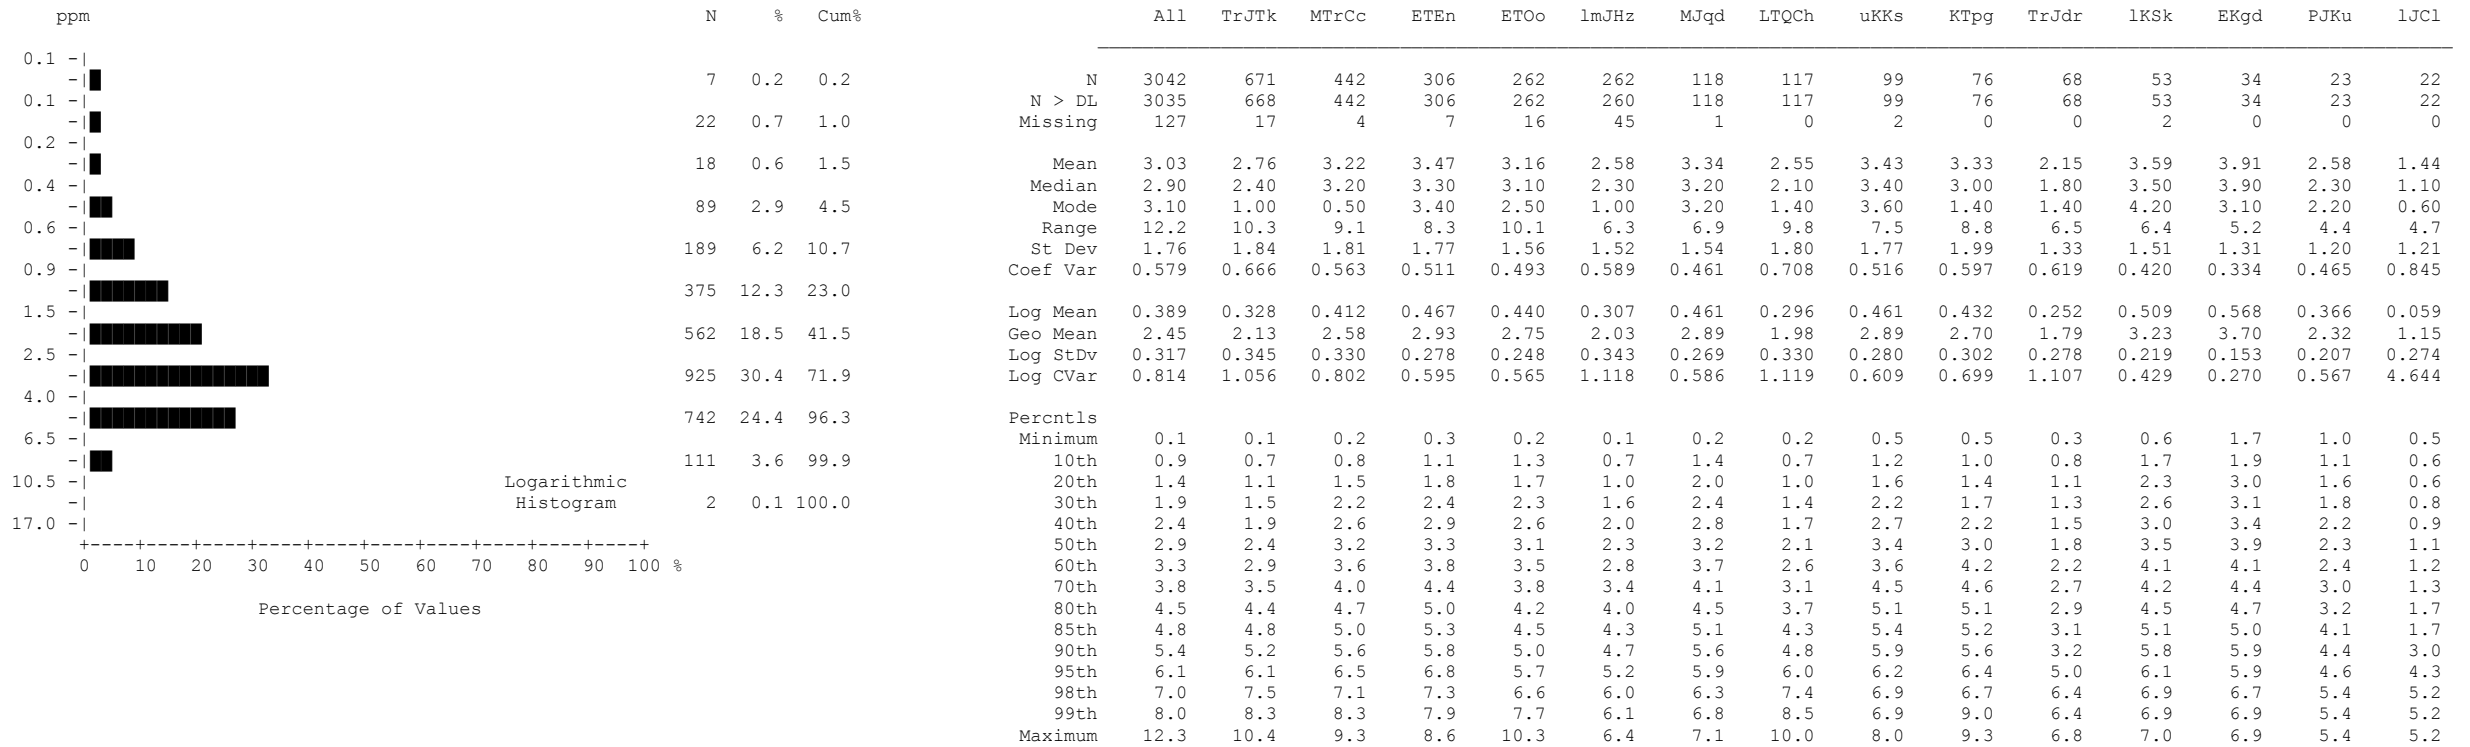 ppm N % Cum% All TrJTk MTrCc ETEn ETOo lmJHz MJqd LTQCh uKKs KTpg TrJdr lKSk EKgd PJKu lJCl
0.1 -|
-| 7 0.2 0.2 N 3042 671 442 306 262 262 118 117 99 76 68 53 34 23 22
0.1 -| N > DL 3035 668 442 306 262 260 118 117 99 76 68 53 34 23 22
-| 22 0.7 1.0 Missing 127 17 4 7 16 45 1 0 2 0 0 2 0 0 0
0.2 -|
-| 18 0.6 1.5 Mean 3.03 2.76 3.22 3.47 3.16 2.58 3.34 2.55 3.43 3.33 2.15 3.59 3.91 2.58 1.44
0.4 -| Median 2.90 2.40 3.20 3.30 3.10 2.30 3.20 2.10 3.40 3.00 1.80 3.50 3.90 2.30 1.10
-| 89 2.9 4.5 Mode 3.10 1.00 0.50 3.40 2.50 1.00 3.20 1.40 3.60 1.40 1.40 4.20 3.10 2.20 0.60
0.6 -| Range 12.2 10.3 9.1 8.3 10.1 6.3 6.9 9.8 7.5 8.8 6.5 6.4 5.2 4.4 4.7
-| 189 6.2 10.7 St Dev 1.76 1.84 1.81 1.77 1.56 1.52 1.54 1.80 1.77 1.99 1.33 1.51 1.31 1.20 1.21
0.9 -| Coef Var 0.579 0.666 0.563 0.511 0.493 0.589 0.461 0.708 0.516 0.597 0.619 0.420 0.334 0.465 0.845
-| 375 12.3 23.0
1.5 -| Log Mean 0.389 0.328 0.412 0.467 0.440 0.307 0.461 0.296 0.461 0.432 0.252 0.509 0.568 0.366 0.059
-| 562 18.5 41.5 Geo Mean 2.45 2.13 2.58 2.93 2.75 2.03 2.89 1.98 2.89 2.70 1.79 3.23 3.70 2.32 1.15
2.5 -| Log StDv 0.317 0.345 0.330 0.278 0.248 0.343 0.269 0.330 0.280 0.302 0.278 0.219 0.153 0.207 0.274
-| 925 30.4 71.9 Log CVar 0.814 1.056 0.802 0.595 0.565 1.118 0.586 1.119 0.609 0.699 1.107 0.429 0.270 0.567 4.644
4.0 -|
-| 742 24.4 96.3 Percntls
6.5 -| Minimum 0.1 0.1 0.2 0.3 0.2 0.1 0.2 0.2 0.5 0.5 0.3 0.6 1.7 1.0 0.5
-| 111 3.6 99.9 10th 0.9 0.7 0.8 1.1 1.3 0.7 1.4 0.7 1.2 1.0 0.8 1.7 1.9 1.1 0.6
10.5 -| Logarithmic 20th 1.4 1.1 1.5 1.8 1.7 1.0 2.0 1.0 1.6 1.4 1.1 2.3 3.0 1.6 0.6
-| Histogram 2 0.1 100.0 30th 1.9 1.5 2.2 2.4 2.3 1.6 2.4 1.4 2.2 1.7 1.3 2.6 3.1 1.8 0.8
17.0 -| 40th 2.4 1.9 2.6 2.9 2.6 2.0 2.8 1.7 2.7 2.2 1.5 3.0 3.4 2.2 0.9
+----+----+----+----+----+----+----+----+----+----+ 50th 2.9 2.4 3.2 3.3 3.1 2.3 3.2 2.1 3.4 3.0 1.8 3.5 3.9 2.3 1.1
0 10 20 30 40 50 60 70 80 90 100 % 60th 3.3 2.9 3.6 3.8 3.5 2.8 3.7 2.6 3.6 4.2 2.2 4.1 4.1 2.4 1.2
70th 3.8 3.5 4.0 4.4 3.8 3.4 4.1 3.1 4.5 4.6 2.7 4.2 4.4 3.0 1.3
Percentage of Values 80th 4.5 4.4 4.7 5.0 4.2 4.0 4.5 3.7 5.1 5.1 2.9 4.5 4.7 3.2 1.7
85th 4.8 4.8 5.0 5.3 4.5 4.3 5.1 4.3 5.4 5.2 3.1 5.1 5.0 4.1 1.7
90th 5.4 5.2 5.6 5.8 5.0 4.7 5.6 4.8 5.9 5.6 3.2 5.8 5.9 4.4 3.0
95th 6.1 6.1 6.5 6.8 5.7 5.2 5.9 6.0 6.2 6.4 5.0 6.1 5.9 4.6 4.3
98th 7.0 7.5 7.1 7.3 6.6 6.0 6.3 7.4 6.9 6.7 6.4 6.9 6.7 5.4 5.2
99th 8.0 8.3 8.3 7.9 7.7 6.1 6.8 8.5 6.9 9.0 6.4 6.9 6.9 5.4 5.2
Maximum 12.3 10.4 9.3 8.6 10.3 6.4 7.1 10.0 8.0 9.3 6.8 7.0 6.9 5.4 5.2